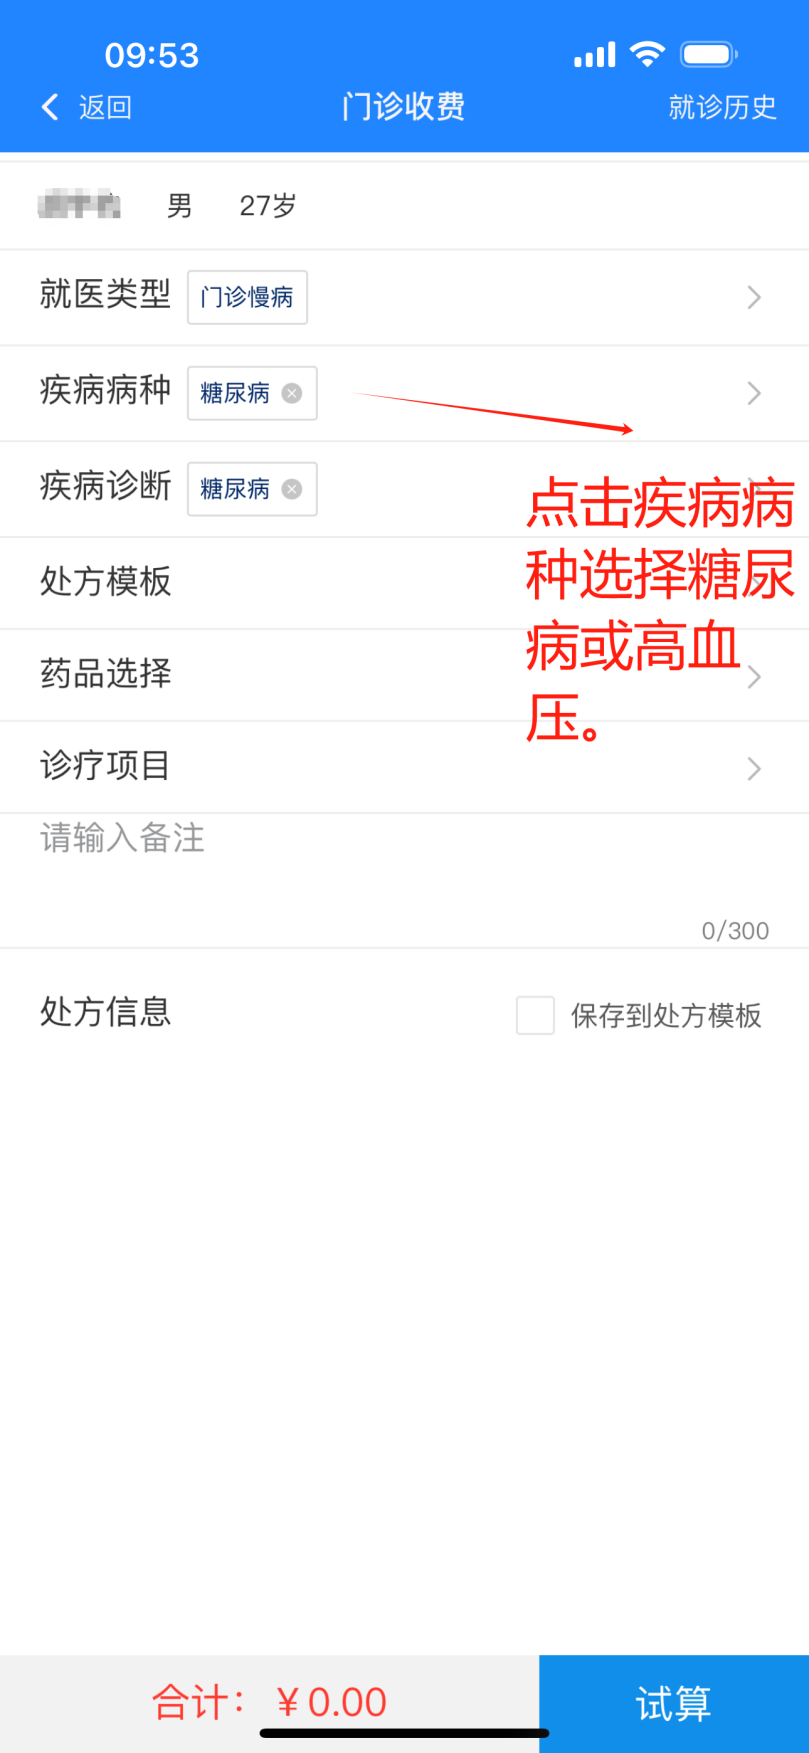 09:53
返回
门诊收费
就诊历史
男 27岁
就医类型 门诊慢病
疾病病种 糖尿病
疾病诊断 糖尿病
点击疾病病
种选择糖尿
病或高血
压。
处方模板
药品选择
诊疗项目
请输入备注
0/300
处方信息
保存到处方模板
合计：￥0.00
试算